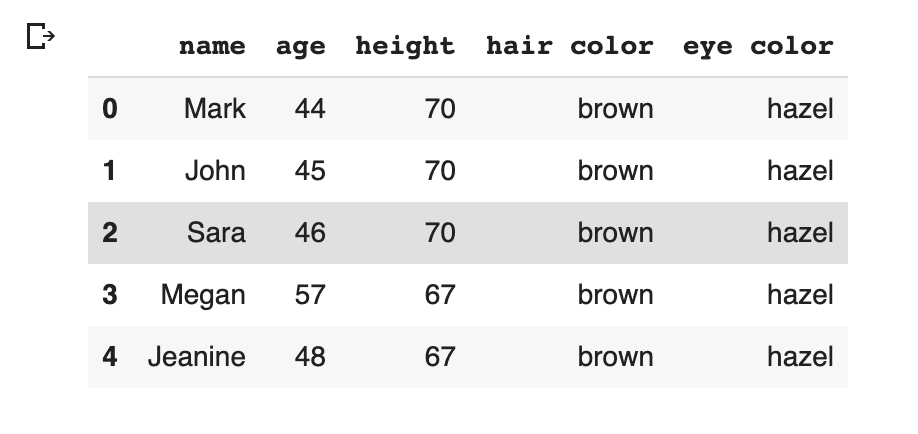 name age height hair color eye color
0 Mark 44 70 brown hazel
1 John 45 70 brown hazel
2 Sara 46 70 brown hazel
3 Megan 57 67 brown hazel
4 Jeanine 48 67 brown hazel